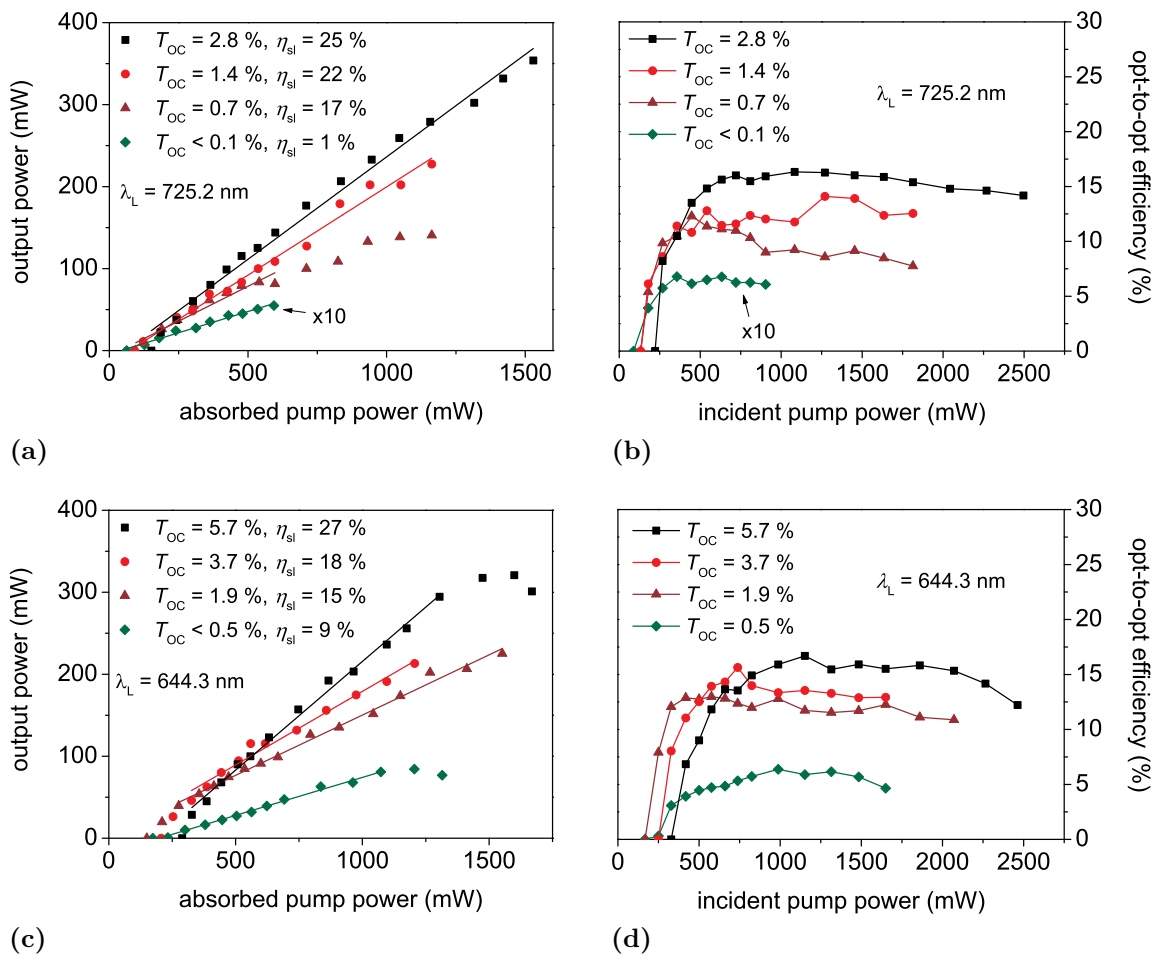 400
300
200
100
0
output power (mW)
T_OC = 2.8 %, η_sl = 25 %
T_OC = 1.4 %, η_sl = 22 %
T_OC = 0.7 %, η_sl = 17 %
T_OC < 0.1 %, η_sl = 1 %
λ_L = 725.2 nm
x10
0 500 1000 1500
absorbed pump power (mW)
(a)
T_OC = 2.8 %
T_OC = 1.4 %
T_OC = 0.7 %
T_OC < 0.1 %
λ_L = 725.2 nm
x10
30
25
20
15
10
5
0
opt-to-opt efficiency (%)
0 500 1000 1500 2000 2500
incident pump power (mW)
(b)
400
300
200
100
0
output power (mW)
T_OC = 5.7 %, η_sl = 27 %
T_OC = 3.7 %, η_sl = 18 %
T_OC = 1.9 %, η_sl = 15 %
T_OC < 0.5 %, η_sl = 9 %
λ_L = 644.3 nm
0 500 1000 1500
absorbed pump power (mW)
(c)
T_OC = 5.7 %
T_OC = 3.7 %
T_OC = 1.9 %
T_OC = 0.5 %
λ_L = 644.3 nm
30
25
20
15
10
5
0
opt-to-opt efficiency (%)
0 500 1000 1500 2000 2500
incident pump power (mW)
(d)